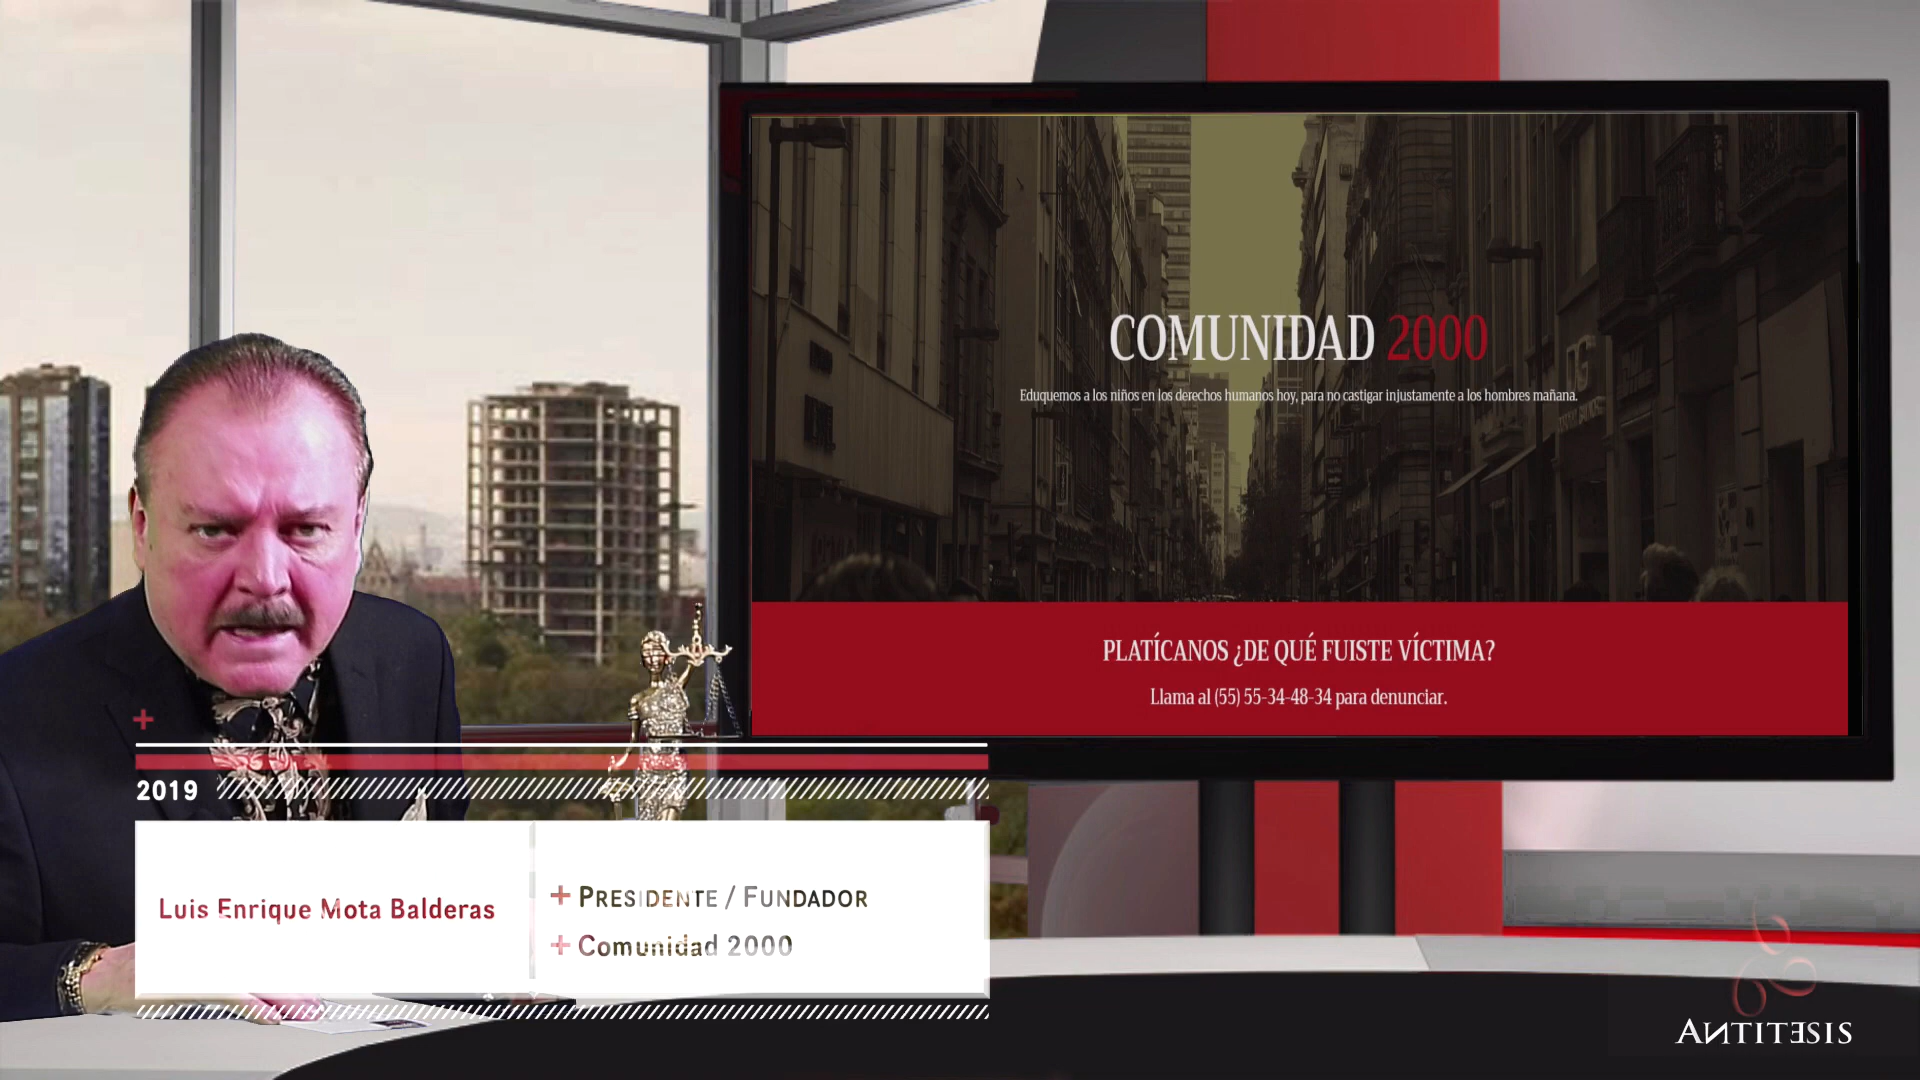 COMUNIDAD 2000
Eduquemos a los niños en los derechos humanos hoy, para no castigar injustamente a los hombres mañana.
PLATÍCANOS ¿DE QUÉ FUISTE VÍCTIMA?
Llama al (55) 55-34-48-34 para denunciar.
2019
Luis Enrique Mota Balderas
+ PRESIDENTE / FUNDADOR
+ Comunidad 2000
ANTITESIS